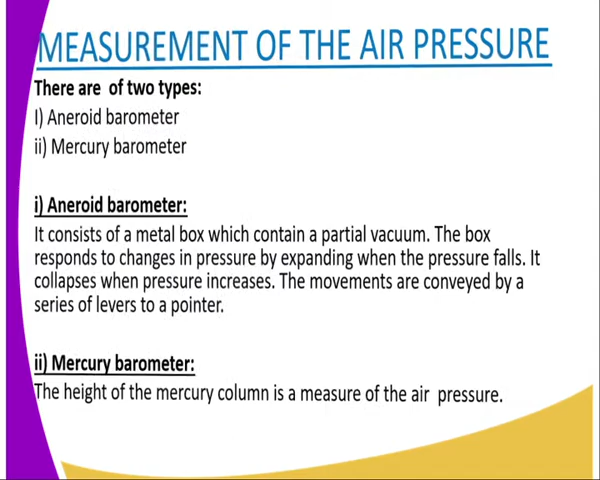 MEASUREMENT OF THE AIR PRESSURE
There are of two types:
I) Aneroid barometer
ii) Mercury barometer
i) Aneroid barometer:
It consists of a metal box which contain a partial vacuum. The box
responds to changes in pressure by expanding when the pressure falls. It
collapses when pressure increases. The movements are conveyed by a
series of levers to a pointer.
ii) Mercury barometer:
The height of the mercury column is a measure of the air pressure.